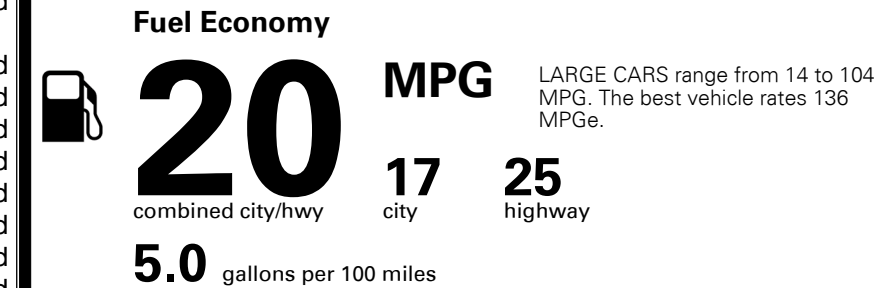 Fuel Economy
20
MPG
LARGE CARS range from 14 to 104
MPG. The best vehicle rates 136
MPGe.
17
25
combined city/hwy
city
highway
5.0 gallons per 100 miles